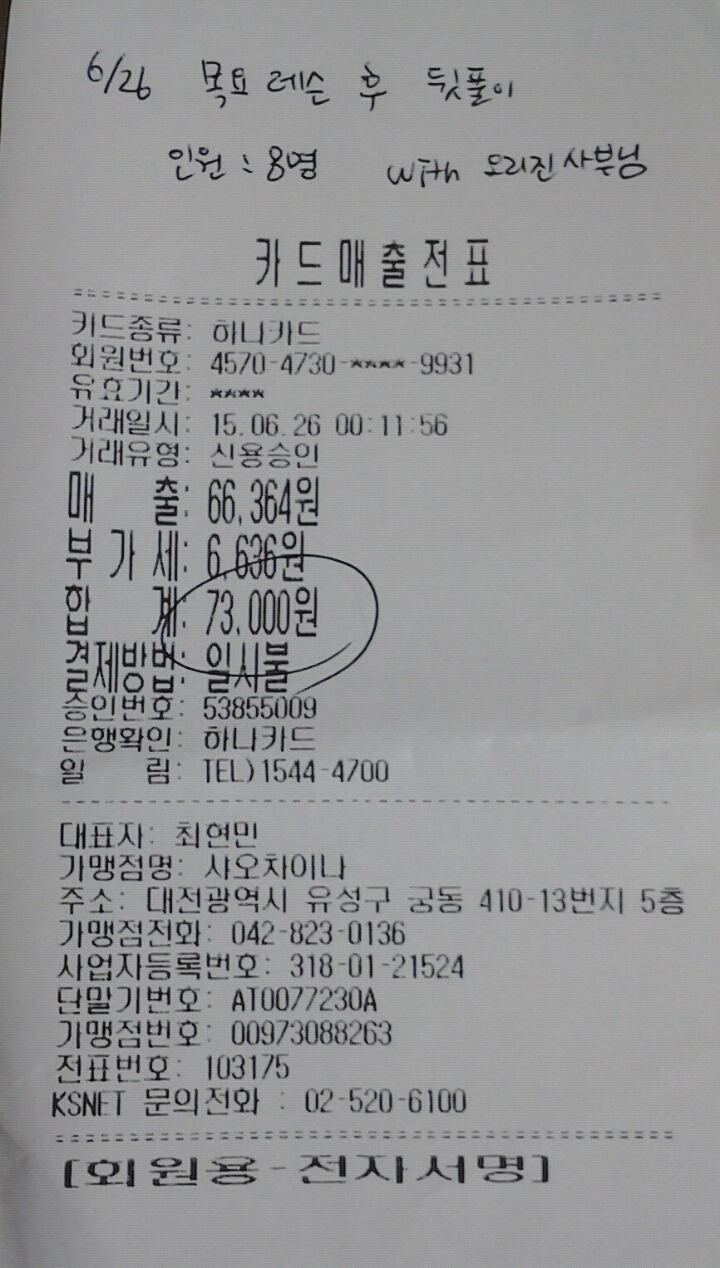 6/26 목요 레슨 후 뒷풀이
인원 : 8명 with 오리진 사부님
카드매출전표
카드종류: 하나카드
회원번호: 4570-4730-****-9931
유효기간: ****
거래일시: 15.06.26 00:11:56
거래유형: 신용승인
매 출: 66,364원
부 가 세: 6,636원
합 계: 73,000원
결제방법: 일시불
승인번호: 53855009
은행확인: 하나카드
알 림: TEL)1544-4700
대표자: 최현민
가맹점명: 샤오차이나
주소: 대전광역시 유성구 궁동 410-13번지 5층
가맹점전화: 042-823-0136
사업자등록번호: 318-01-21524
단말기번호: AT0077230A
가맹점번호: 00973088263
전표번호: 103175
KSNET 문의전화 : 02-520-6100
[회원용-전자서명]